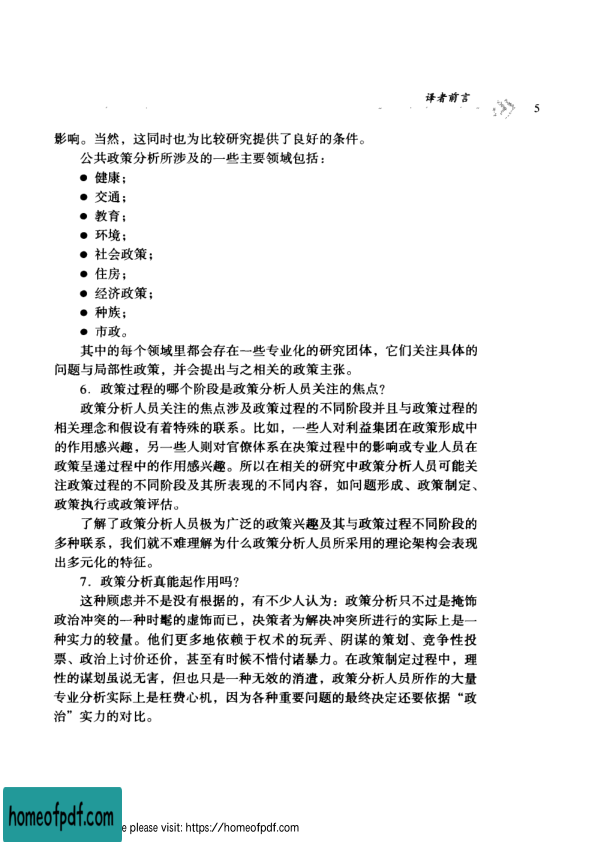 译者前言
5
影响。当然，这同时也为比较研究提供了良好的条件。
公共政策分析所涉及的一些主要领域包括：
● 健康；
● 交通；
● 教育；
● 环境；
● 社会政策；
● 住房；
● 经济政策；
● 种族；
● 市政。
其中的每个领域里都会存在一些专业化的研究团体，它们关注具体的
问题与局部性政策，并会提出与之相关的政策主张。
6．政策过程的哪个阶段是政策分析人员关注的焦点？
政策分析人员关注的焦点涉及政策过程的不同阶段并且与政策过程的
相关理念和假设有着特殊的联系。比如，一些人对利益集团在政策形成中
的作用感兴趣，另一些人则对官僚体系在决策过程中的影响或专业人员在
政策呈递过程中的作用感兴趣。所以在相关的研究中政策分析人员可能关
注政策过程的不同阶段及其所表现的不同内容，如问题形成、政策制定、
政策执行或政策评估。
了解了政策分析人员极为广泛的政策兴趣及其与政策过程不同阶段的
多种联系，我们就不难理解为什么政策分析人员所采用的理论架构会表现
出多元化的特征。
7．政策分析真能起作用吗？
这种顾虑并不是没有根据的，有不少人认为：政策分析只不过是掩饰
政治冲突的一种时髦的虚饰而已，决策者为解决冲突所进行的实际上是一
种实力的较量。他们更多地依赖于权术的玩弄、阴谋的策划、竞争性投
票、政治上讨价还价，甚至有时候不惜付诸暴力。在政策制定过程中，理
性的谋划虽说无害，但也只是一种无效的消遣，政策分析人员所作的大量
专业分析实际上是枉费心机，因为各种重要问题的最终决定还要依据“政
治”实力的对比。
homeofpdf.com
e please visit: https://homeofpdf.com